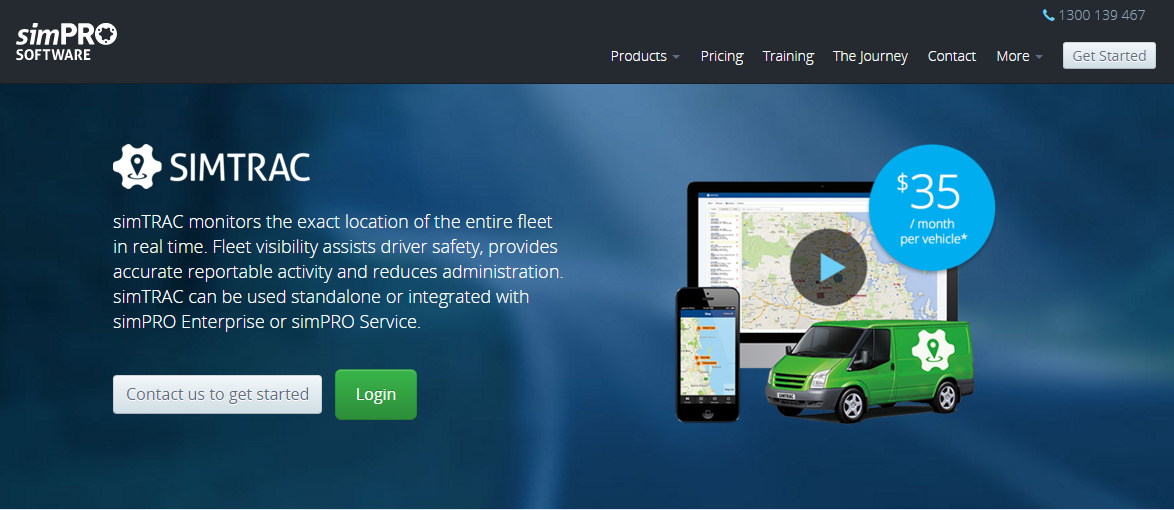 1300 139 467
simPRO
SOFTWARE
Products
Pricing
Training
The Journey
Contact
More
Get Started
SIMTRAC
simTRAC monitors the exact location of the entire fleet
in real time. Fleet visibility assists driver safety, provides
accurate reportable activity and reduces administration.
simTRAC can be used standalone or integrated with
simPRO Enterprise or simPRO Service.
Contact us to get started
Login
$35
/ month
per vehicle*
SIMTRAC